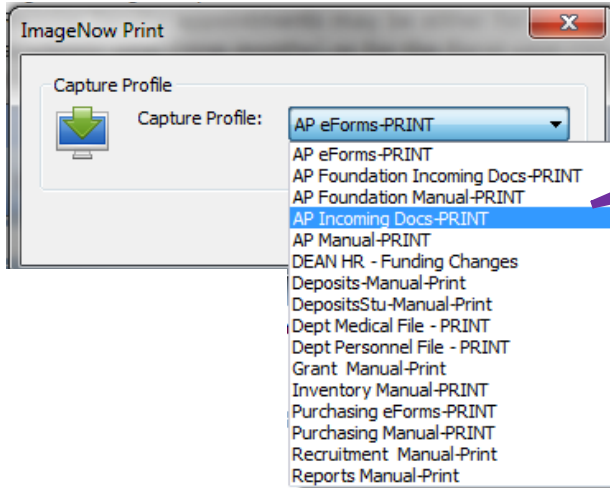 ImageNow Print
Capture Profile
Capture Profile: AP eForms-PRINT
AP eForms-PRINT
AP Foundation Incoming Docs-PRINT
AP Foundation Manual-PRINT
AP Incoming Docs-PRINT
AP Manual-PRINT
DEAN HR - Funding Changes
Deposits-Manual-Print
DepositsStu-Manual-Print
Dept Medical File - PRINT
Dept Personnel File - PRINT
Grant  Manual-Print
Inventory Manual-PRINT
Purchasing eForms-PRINT
Purchasing Manual-PRINT
Recruitment  Manual-Print
Reports Manual-Print